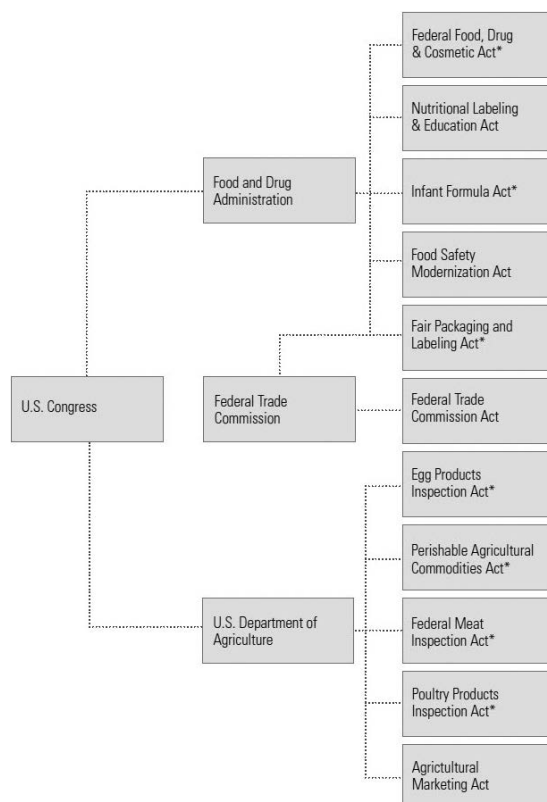 Federal Food, Drug
& Cosmetic Act*
Nutritional Labeling
& Education Act
Food and Drug
Administration
Infant Formula Act*
Food Safety
Modernization Act
Fair Packaging and
Labeling Act*
U.S. Congress
Federal Trade
Commission
Federal Trade
Commission Act
Egg Products
Inspection Act*
Perishable Agricultural
Commodities Act*
U.S. Department of
Agriculture
Federal Meat
Inspection Act*
Poultry Products
Inspection Act*
Agrictultural
Marketing Act